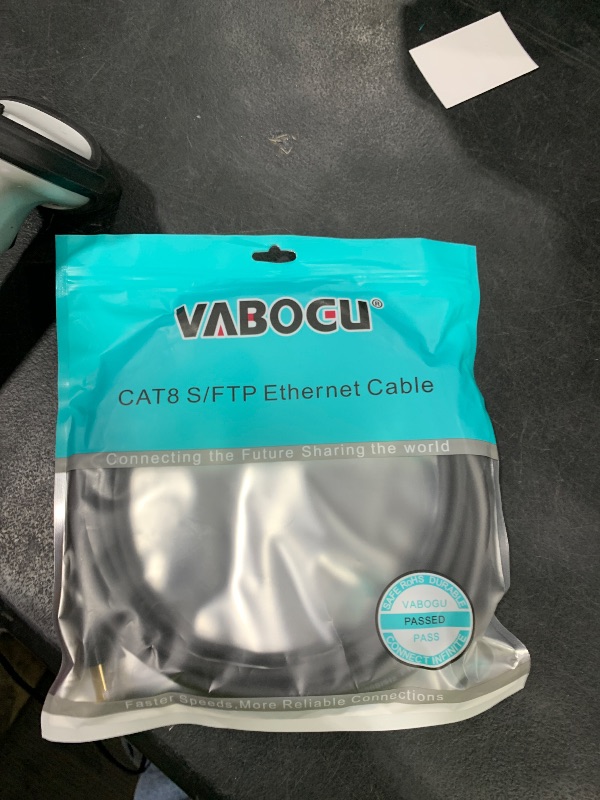 VABOGU®
CAT8 S/FTP Ethernet Cable
Connecting the Future Sharing the world
SAFE RoHS DURABLE
VABOGU
PASSED
PASS
CONNECT INFINITE
Faster Speeds,More Reliable Connections